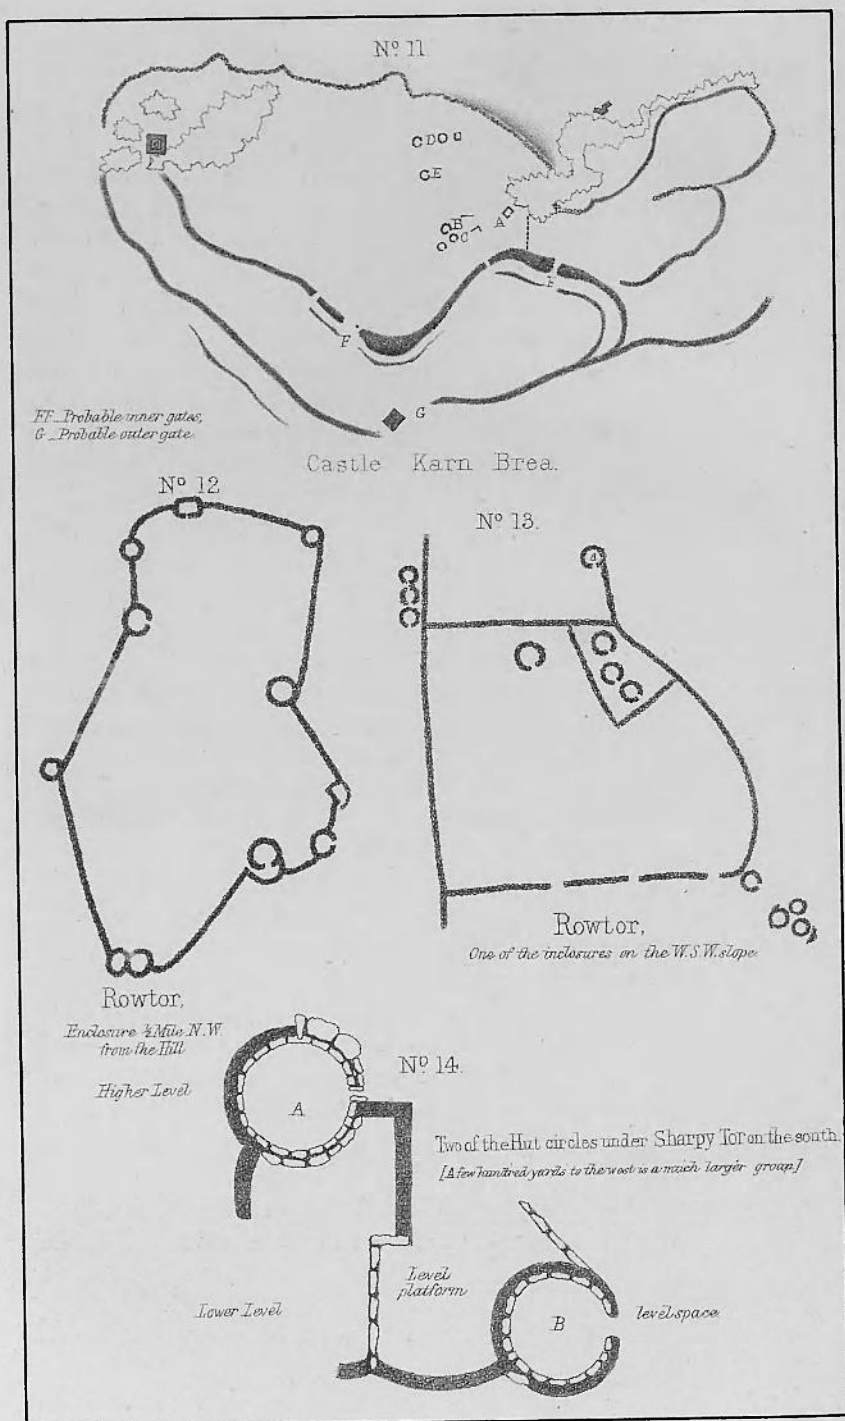 Nº 11
C D O
C E
B
C
A
F
F
F
G
FF_Probable inner gates,
G_Probable outer gate.
Castle Karn Brea.
Nº 12
Nº 13.
4
Rowtor,
One of the inclosures on the W.S.W. slope.
Rowtor,
Enclosure ½ Mile N.W.
from the Hill
Nº 14.
Higher Level
A
Two of the Hut circles under Sharpy Tor on the south.
[A few hundred yards to the west is a much larger group]
Level
platform
Lower Level
B
level space